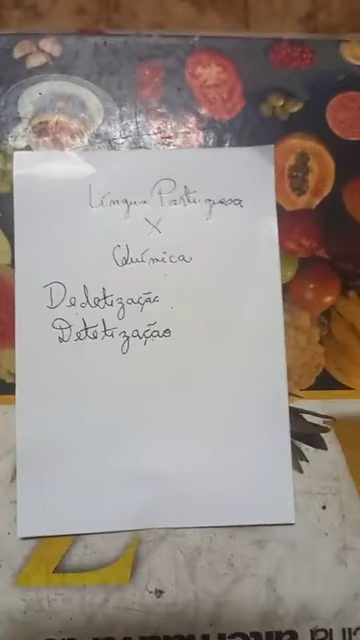 Língua Portuguesa
X
Química
Dedetização
Detetização